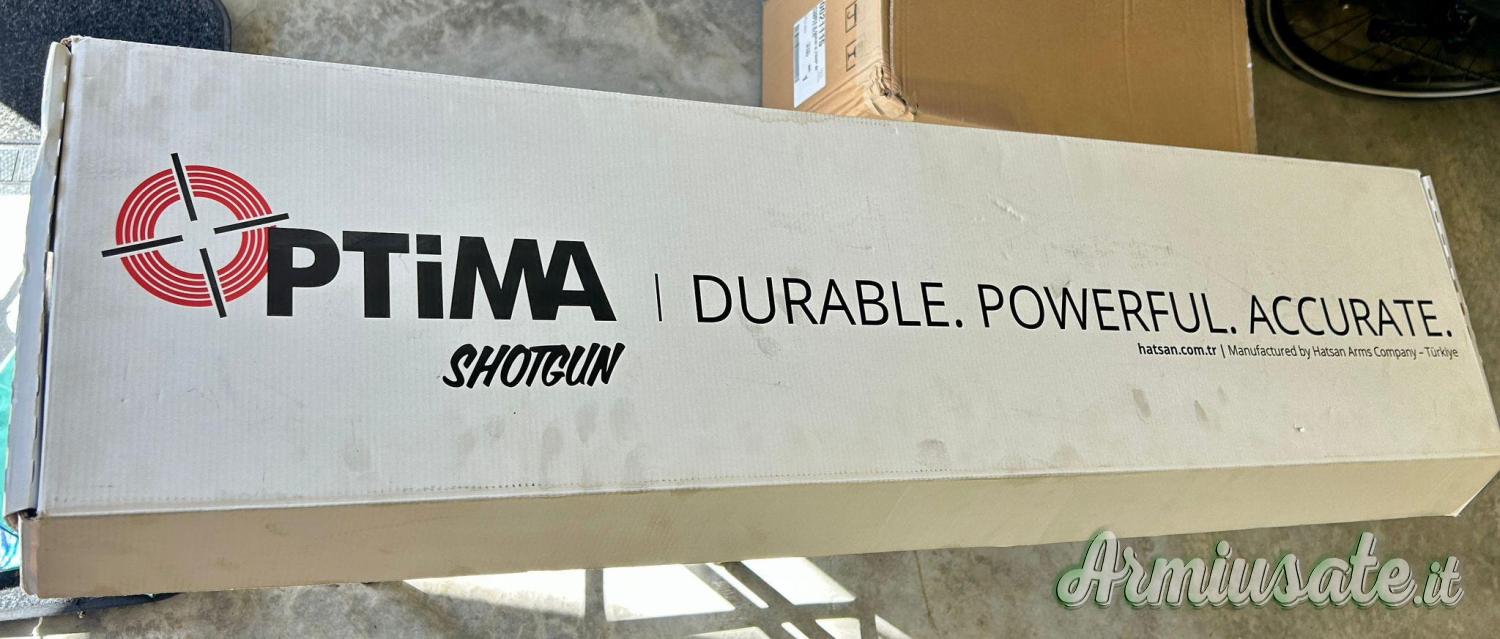 OPTiMA
SHOTGUN
| DURABLE. POWERFUL. ACCURATE.
hatsan.com.tr | Manufactured by Hatsan Arms Company – Türkiye
Armiusate.it